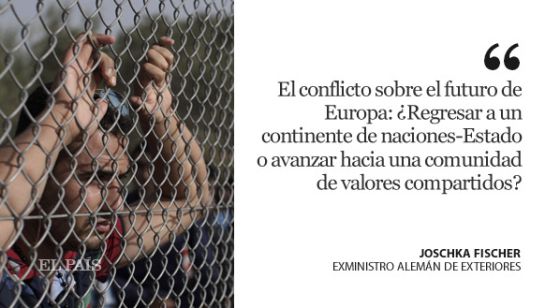 “
El conflicto sobre el futuro de
Europa: ¿Regresar a un
continente de naciones-Estado
o avanzar hacia una comunidad
de valores compartidos?
JOSCHKA FISCHER
EXMINISTRO ALEMÁN DE EXTERIORES
EL PAÍS